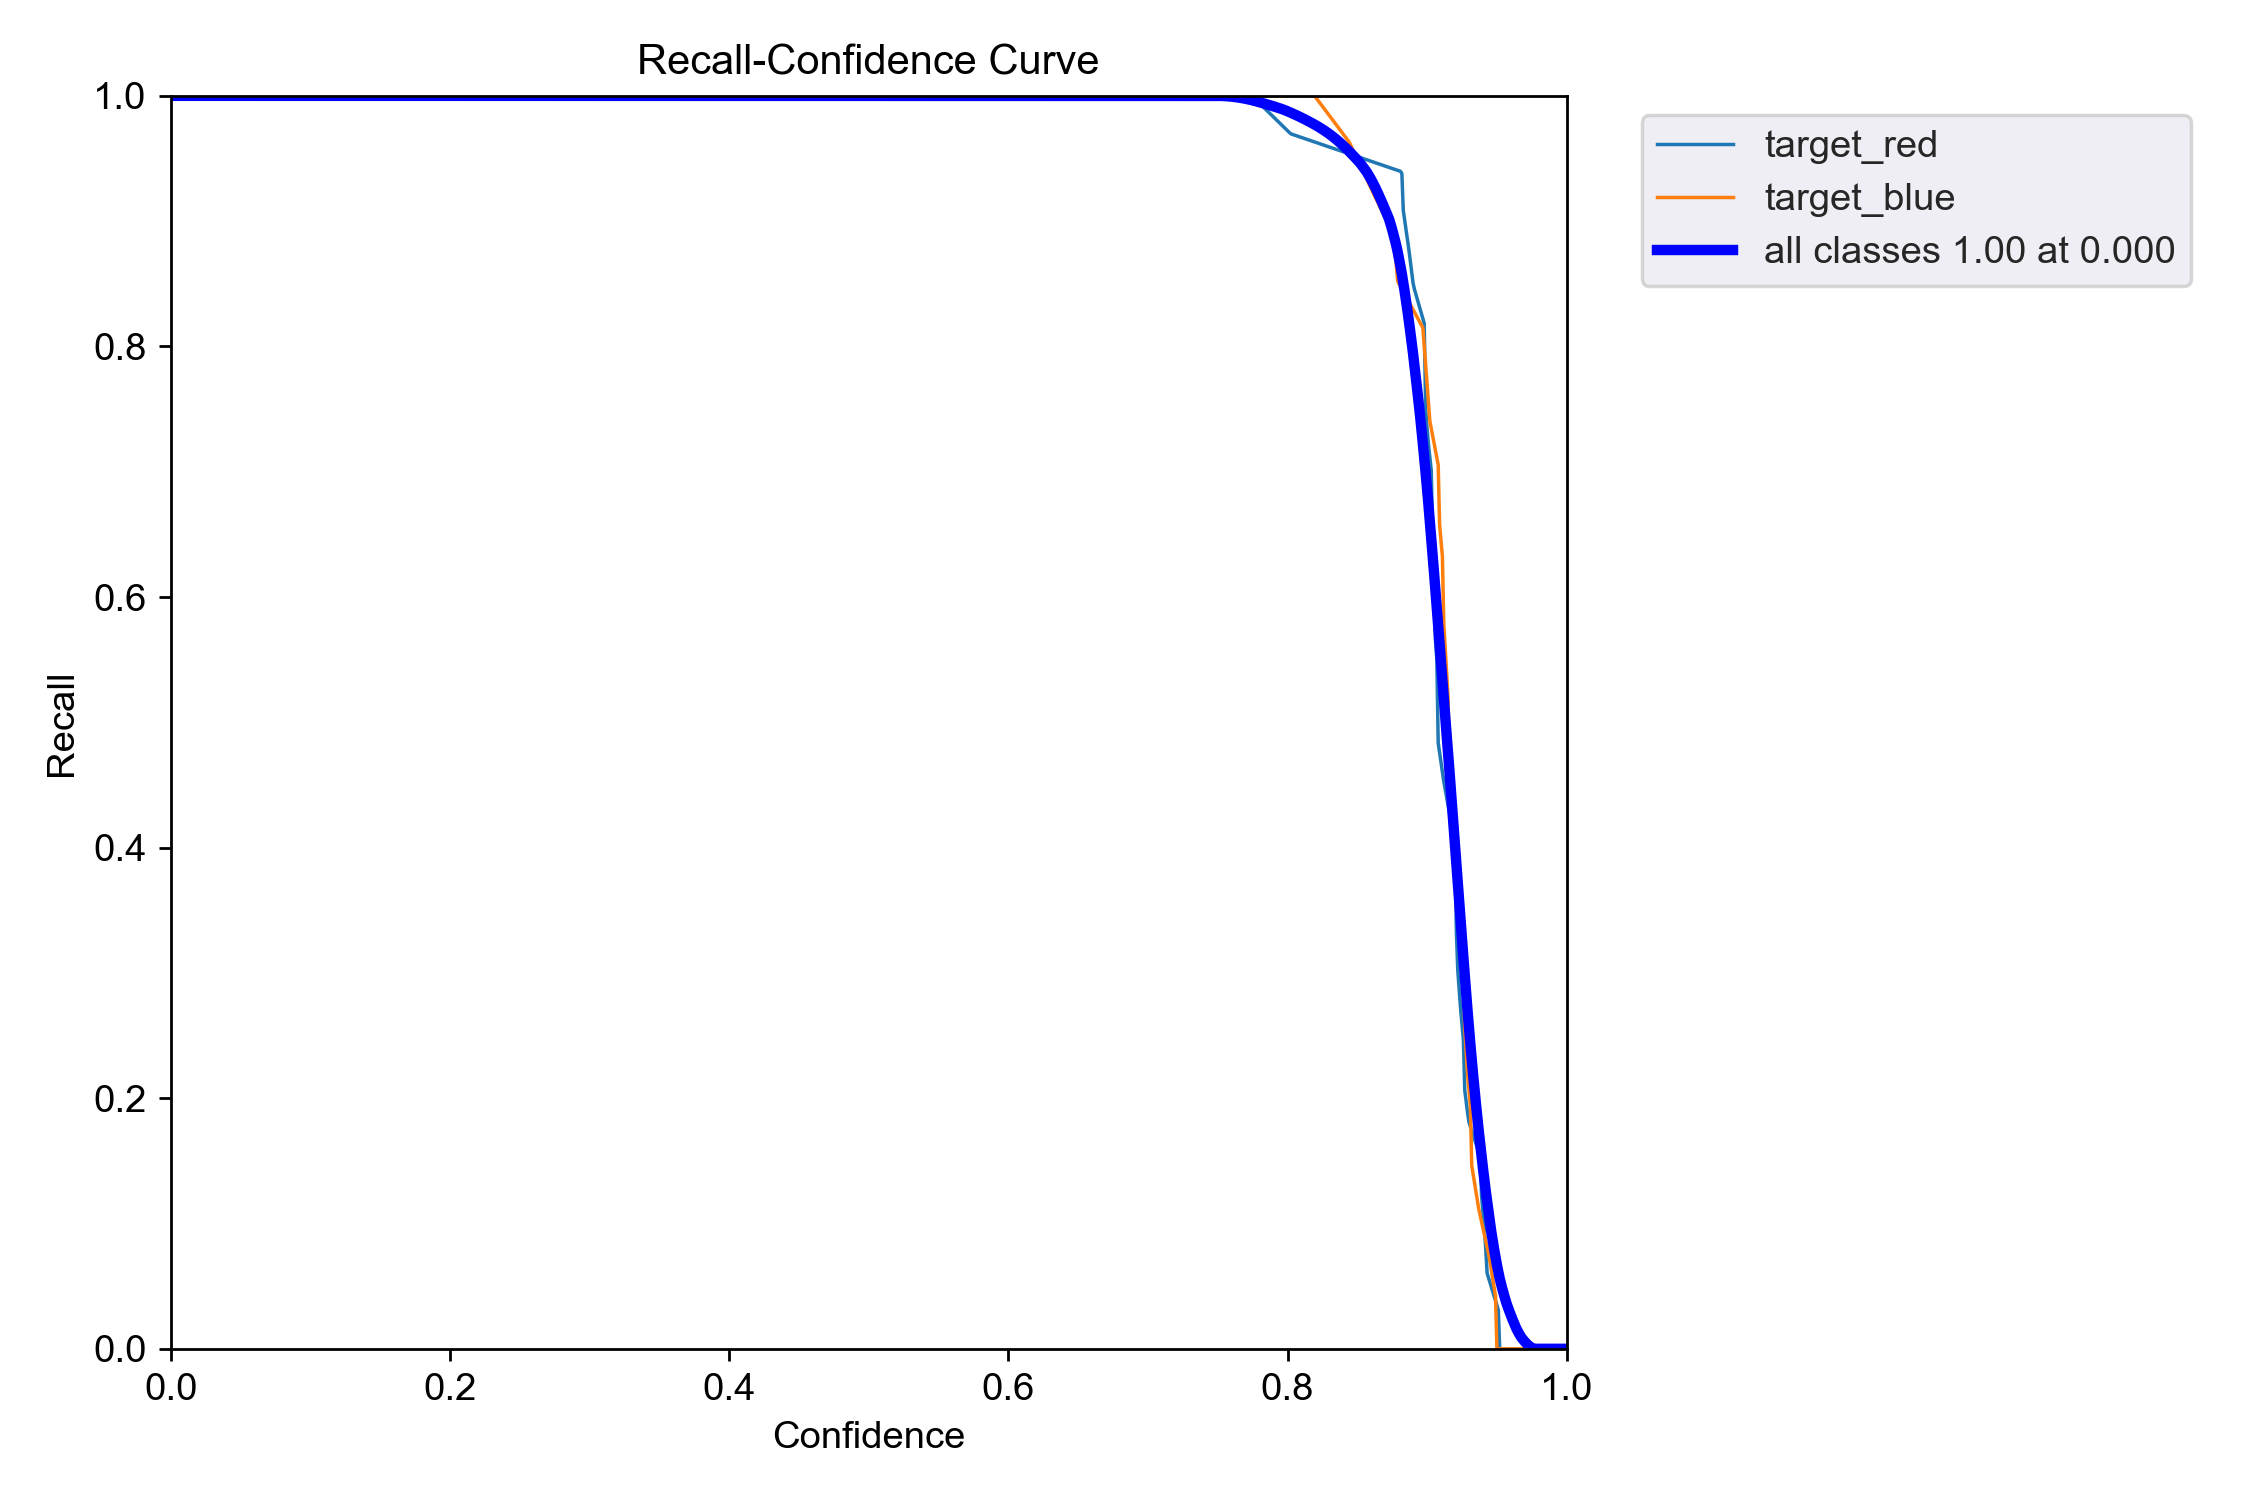 Recall-Confidence Curve
1.0
0.8
0.6
0.4
0.2
0.0
Recall
0.0 0.2 0.4 0.6 0.8 1.0
Confidence
target_red
target_blue
all classes 1.00 at 0.000